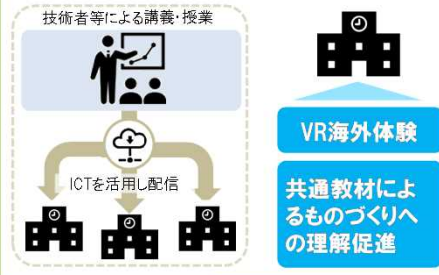 技術者等による講義・授業
ICTを活用し配信
VR海外体験
共通教材によ
るものづくりへ
の理解促進